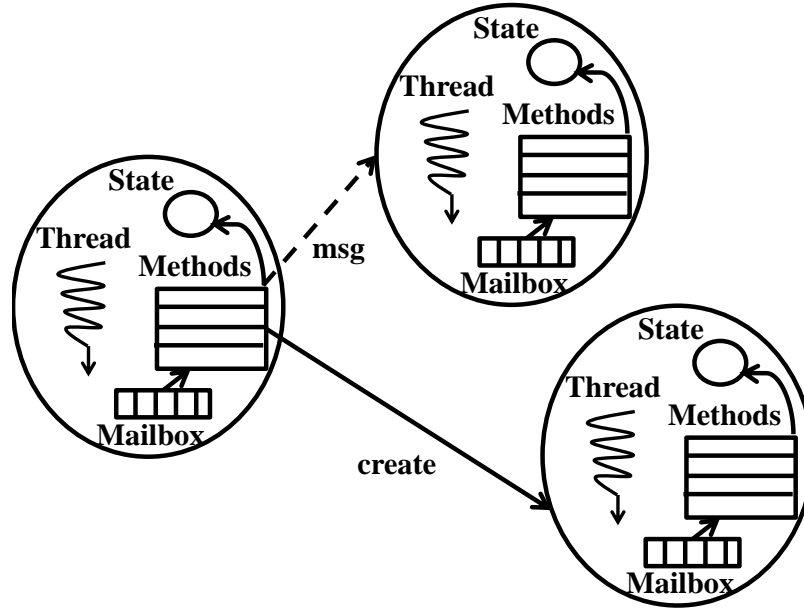 State
Thread
Methods
Mailbox
msg
State
Thread
Methods
Mailbox
create
State
Thread
Methods
Mailbox